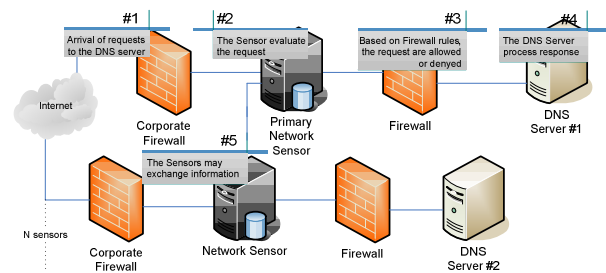 #1
#2
#3
#4
Arrival of requests
to the DNS server
The Sensor evaluate
the request
Based on Firewall rules,
the request are allowed
or denyed
The DNS Server
process response
Internet
Corporate
Firewall
Primary
Network
Sensor
Firewall
DNS
Server #1
#5
The Sensors may
exchange information
N sensors
Corporate
Firewall
Network Sensor
Firewall
DNS
Server #2